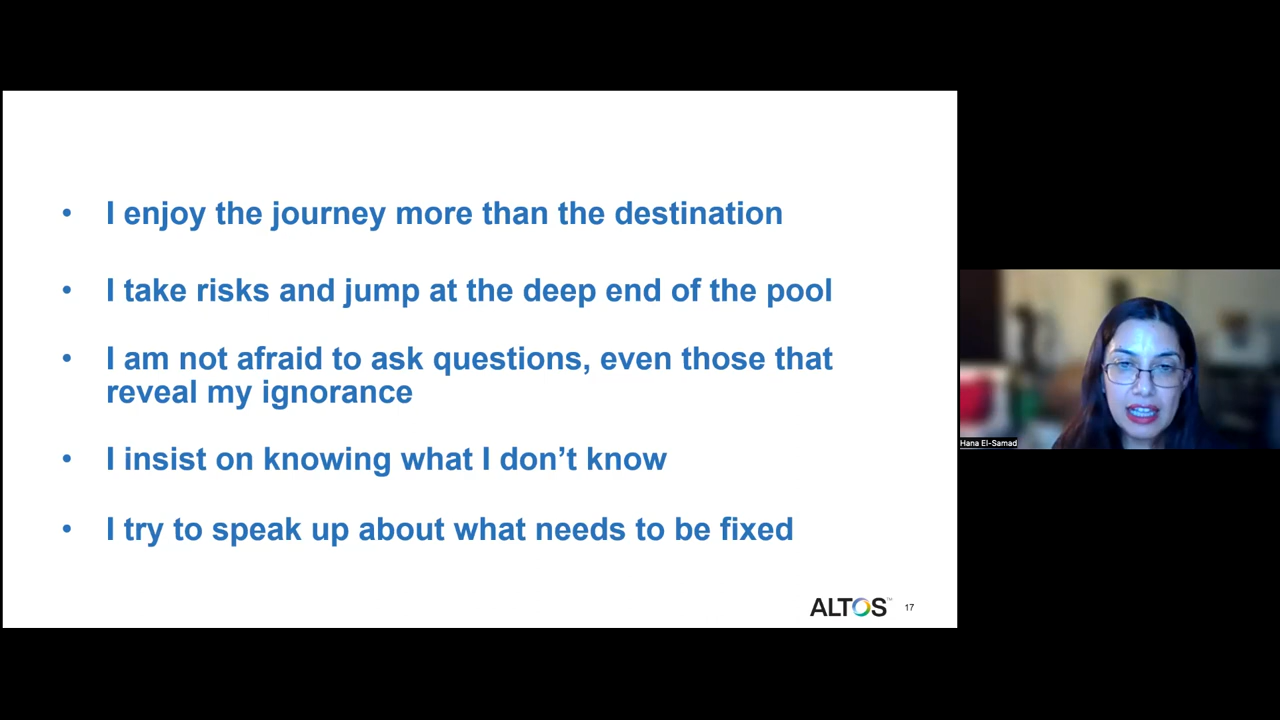 • I enjoy the journey more than the destination
• I take risks and jump at the deep end of the pool
• I am not afraid to ask questions, even those that
reveal my ignorance
• I insist on knowing what I don’t know
• I try to speak up about what needs to be fixed
ALTOS™ 17
Hana El-Samad